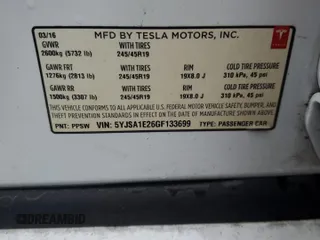 03/16 MFD BY TESLA MOTORS, INC.
GVWR WITH TIRES
2600kg (5732 lb) 245/45R19
GAWR FRT WITH TIRES RIM COLD TIRE PRESSURE
1276kg (2813 lb) 245/45R19 19X8.0 J 310 kPa, 45 psi
GAWR RR WITH TIRES RIM COLD TIRE PRESSURE
1500kg (3307 lb) 245/45R19 19X8.0 J 310 kPa, 45 psi
THIS VEHICLE CONFORMS TO ALL APPLICABLE U.S. FEDERAL MOTOR VEHICLE
SAFETY, BUMPER, AND THEFT PREVENTION STANDARDS IN EFFECT ON THE DATE
OF MANUFACTURE SHOWN ABOVE.
PNT: PPSW VIN: 5YJSA1E26GF133699 TYPE: PASSENGER CAR
TESLA
© DREAMBID